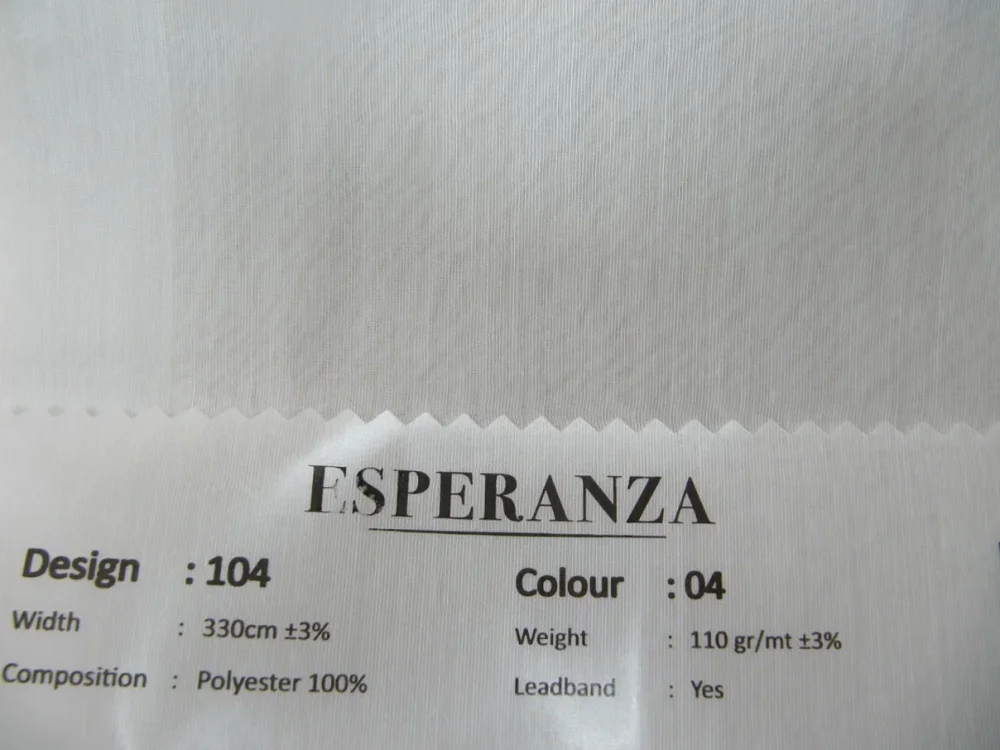 ESPERANZA
Design : 104 Colour : 04
Width : 330cm ±3% Weight : 110 gr/mt ±3%
Composition : Polyester 100% Leadband : Yes